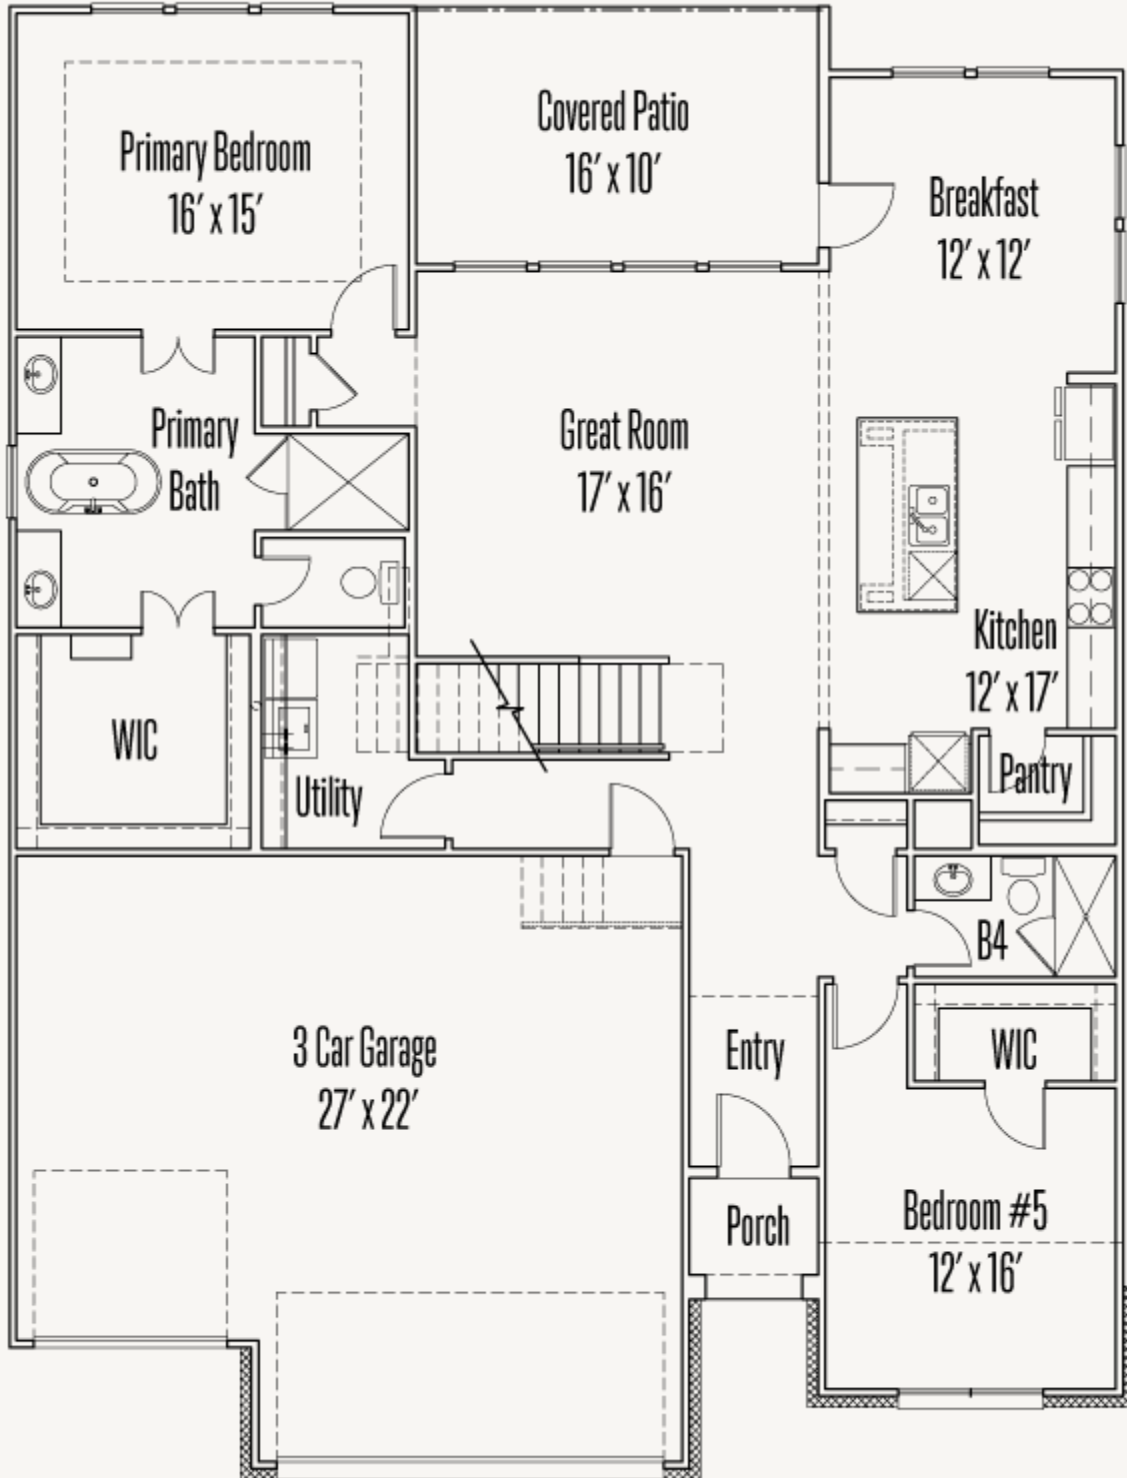 Primary Bedroom
16' x 15'
Covered Patio
16' x 10'
Breakfast
12' x 12'
Primary
Bath
Great Room
17' x 16'
Kitchen
12' x 17'
WIC
Utility
Pantry
B4
3 Car Garage
27' x 22'
Entry
WIC
Porch
Bedroom #5
12' x 16'